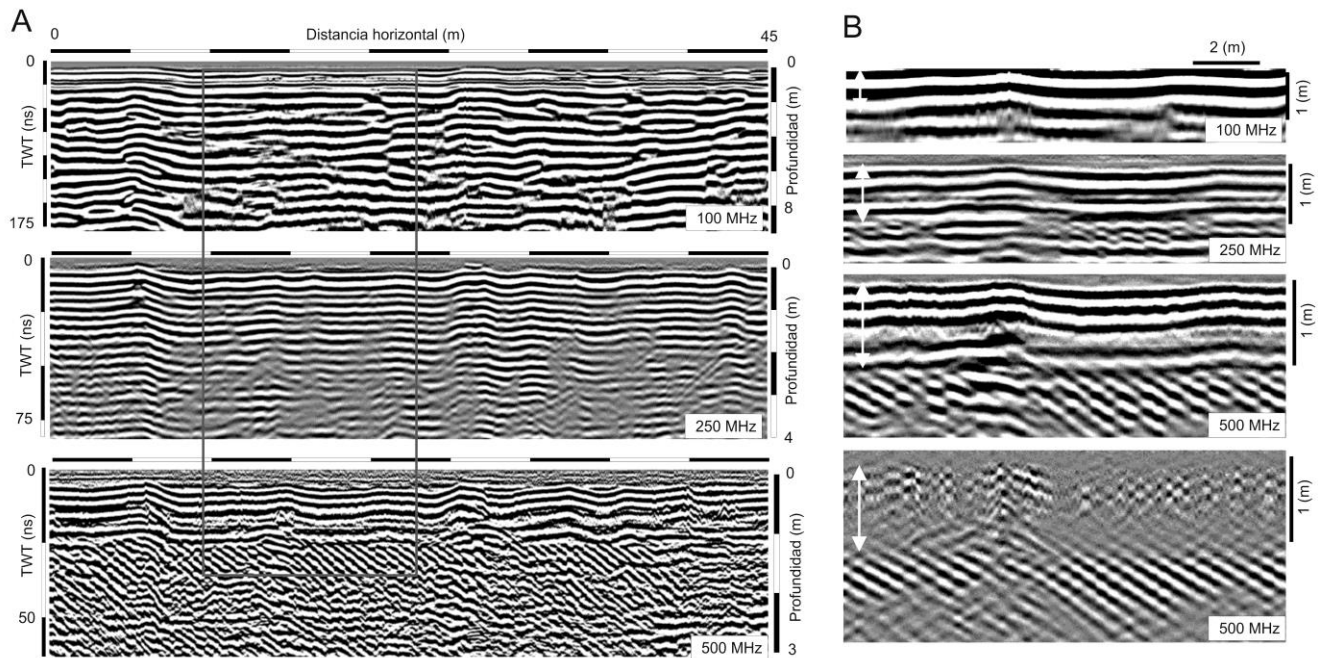 A
0 Distancia horizontal (m) 45
0
TWT (ns)
175
0
Profundidad (m)
8
100 MHz
0
TWT (ns)
75
0
Profundidad (m)
4
250 MHz
0
TWT (ns)
50
0
Profundidad (m)
3
500 MHz
B
2 (m)
1 (m)
100 MHz
1 (m)
250 MHz
1 (m)
500 MHz
1 (m)
500 MHz